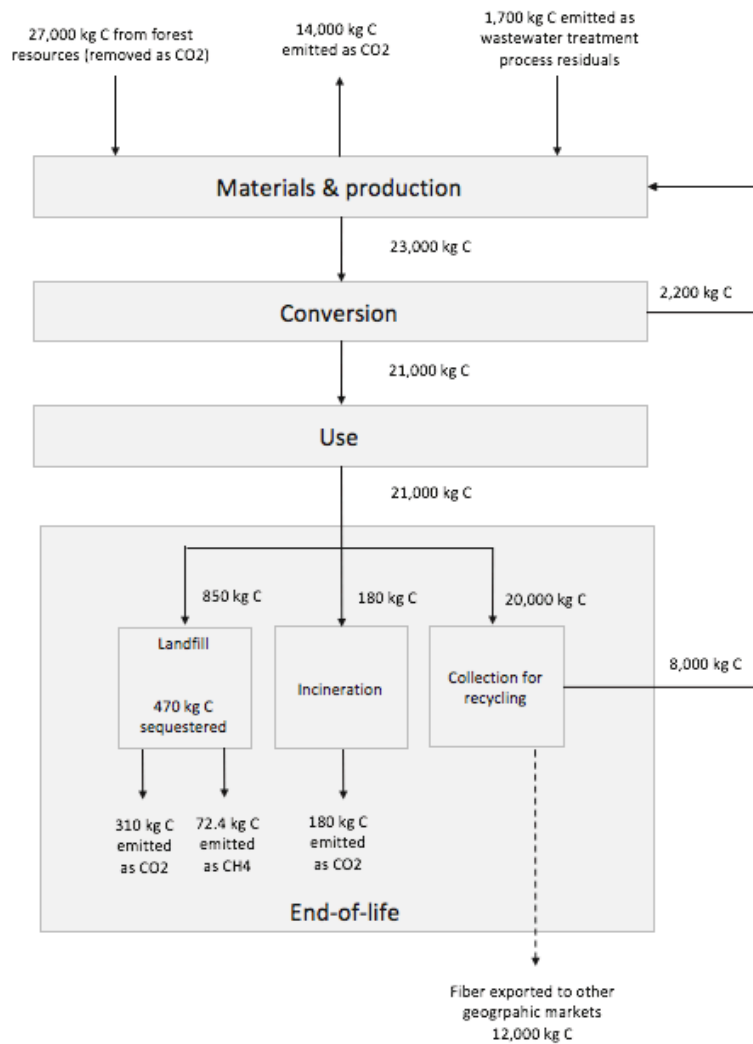 27,000 kg C from forest
resources (removed as CO2)
14,000 kg C
emitted as CO2
1,700 kg C emitted as
wastewater treatment
process residuals
Materials & production
23,000 kg C
2,200 kg C
Conversion
21,000 kg C
Use
21,000 kg C
850 kg C
180 kg C
20,000 kg C
Landfill
470 kg C
sequestered
Incineration
Collection for
recycling
8,000 kg C
310 kg C
emitted
as CO2
72.4 kg C
emitted
as CH4
180 kg C
emitted
as CO2
End-of-life
Fiber exported to other
geogrpahic markets
12,000 kg C